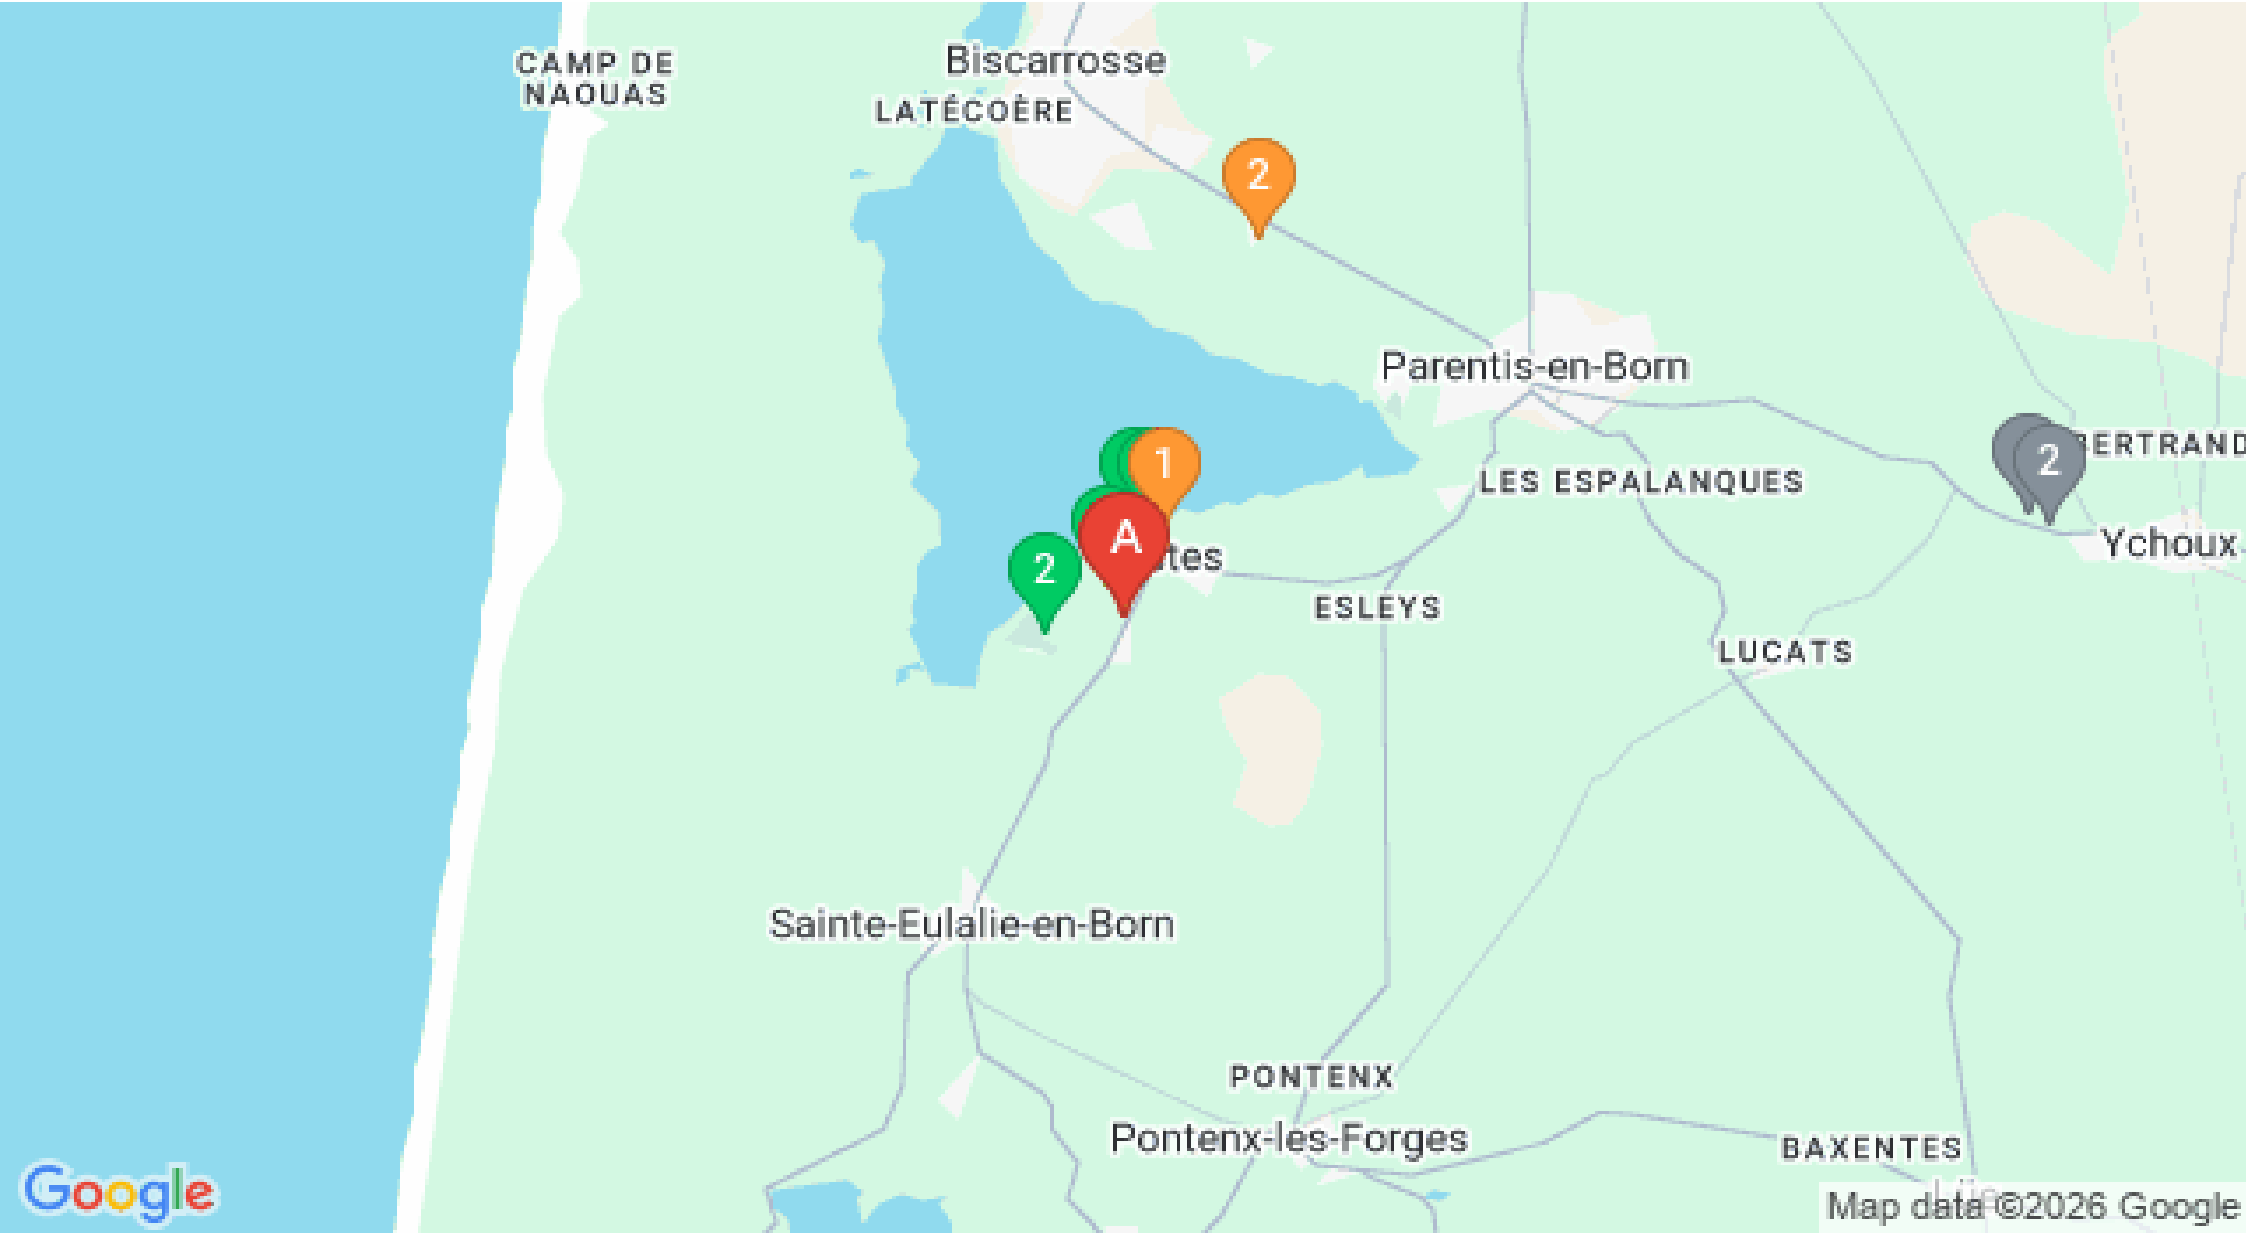 Biscarrosse
CAMP DE
NAOUAS
LATÉCOÈRE
2
Parentis-en-Born
BERTRAND
1
2
LES ESPALANQUES
A
Ychoux
2
ESLEYS
LUCATS
Sainte-Eulalie-en-Born
PONTENX
Pontenx-les-Forges
BAXENTES
Google
Map data ©2026 Google